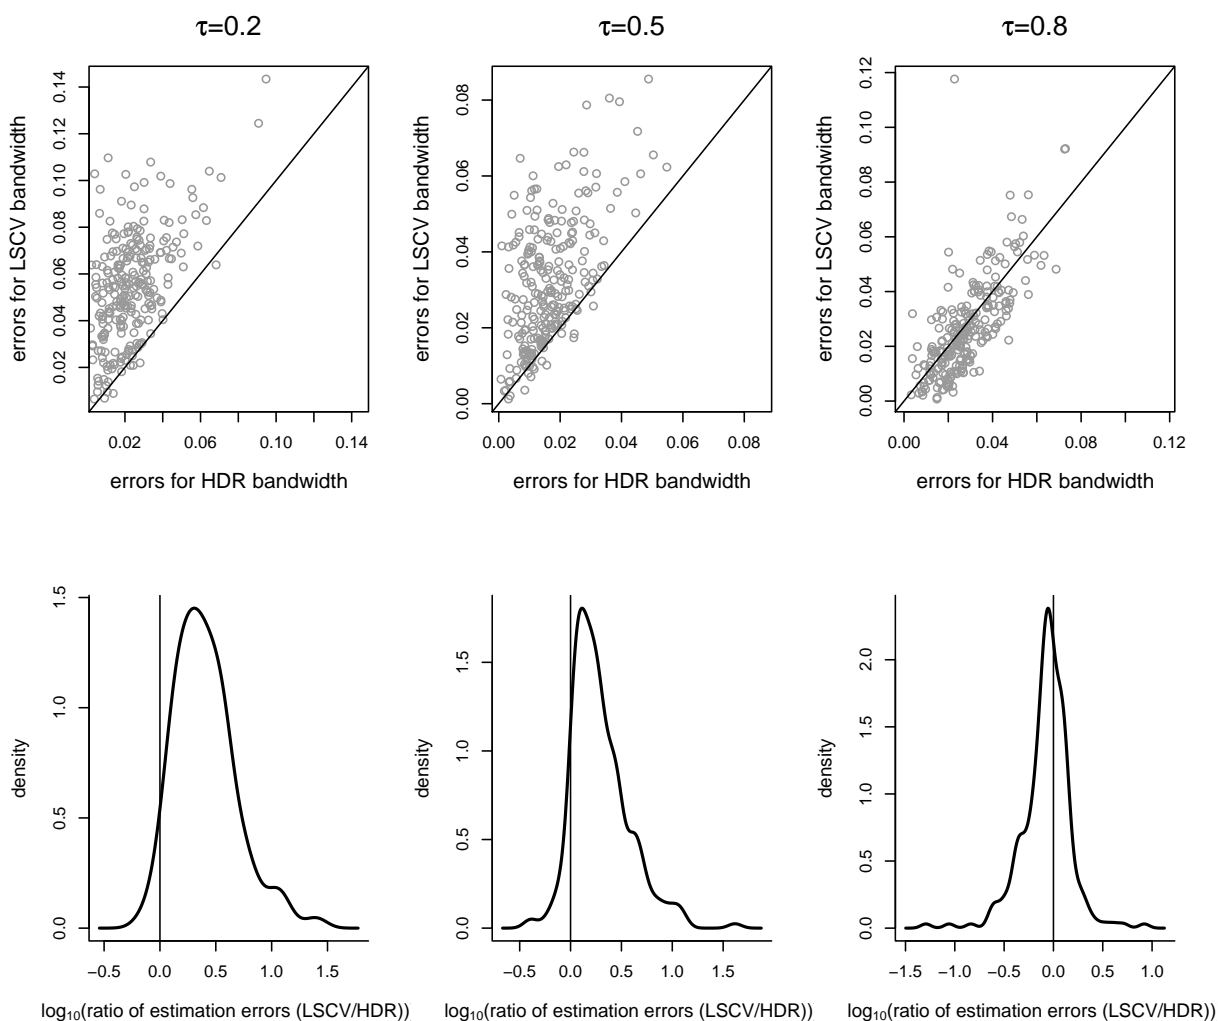 τ=0.2
τ=0.5
τ=0.8
0.02 0.04 0.06 0.08 0.10 0.12 0.14
errors for LSCV bandwidth
0.02 0.06 0.10 0.14
errors for HDR bandwidth
0.00 0.02 0.04 0.06 0.08
errors for LSCV bandwidth
0.00 0.02 0.04 0.06 0.08
errors for HDR bandwidth
0.00 0.02 0.04 0.06 0.08 0.10 0.12
errors for LSCV bandwidth
0.00 0.04 0.08 0.12
errors for HDR bandwidth
0.0 0.5 1.0 1.5
density
−0.5 0.0 0.5 1.0 1.5
log₁₀(ratio of estimation errors (LSCV/HDR))
0.0 0.5 1.0 1.5
density
−0.5 0.0 0.5 1.0 1.5
log₁₀(ratio of estimation errors (LSCV/HDR))
0.0 0.5 1.0 1.5 2.0
density
−1.5 −1.0 −0.5 0.0 0.5 1.0
log₁₀(ratio of estimation errors (LSCV/HDR))